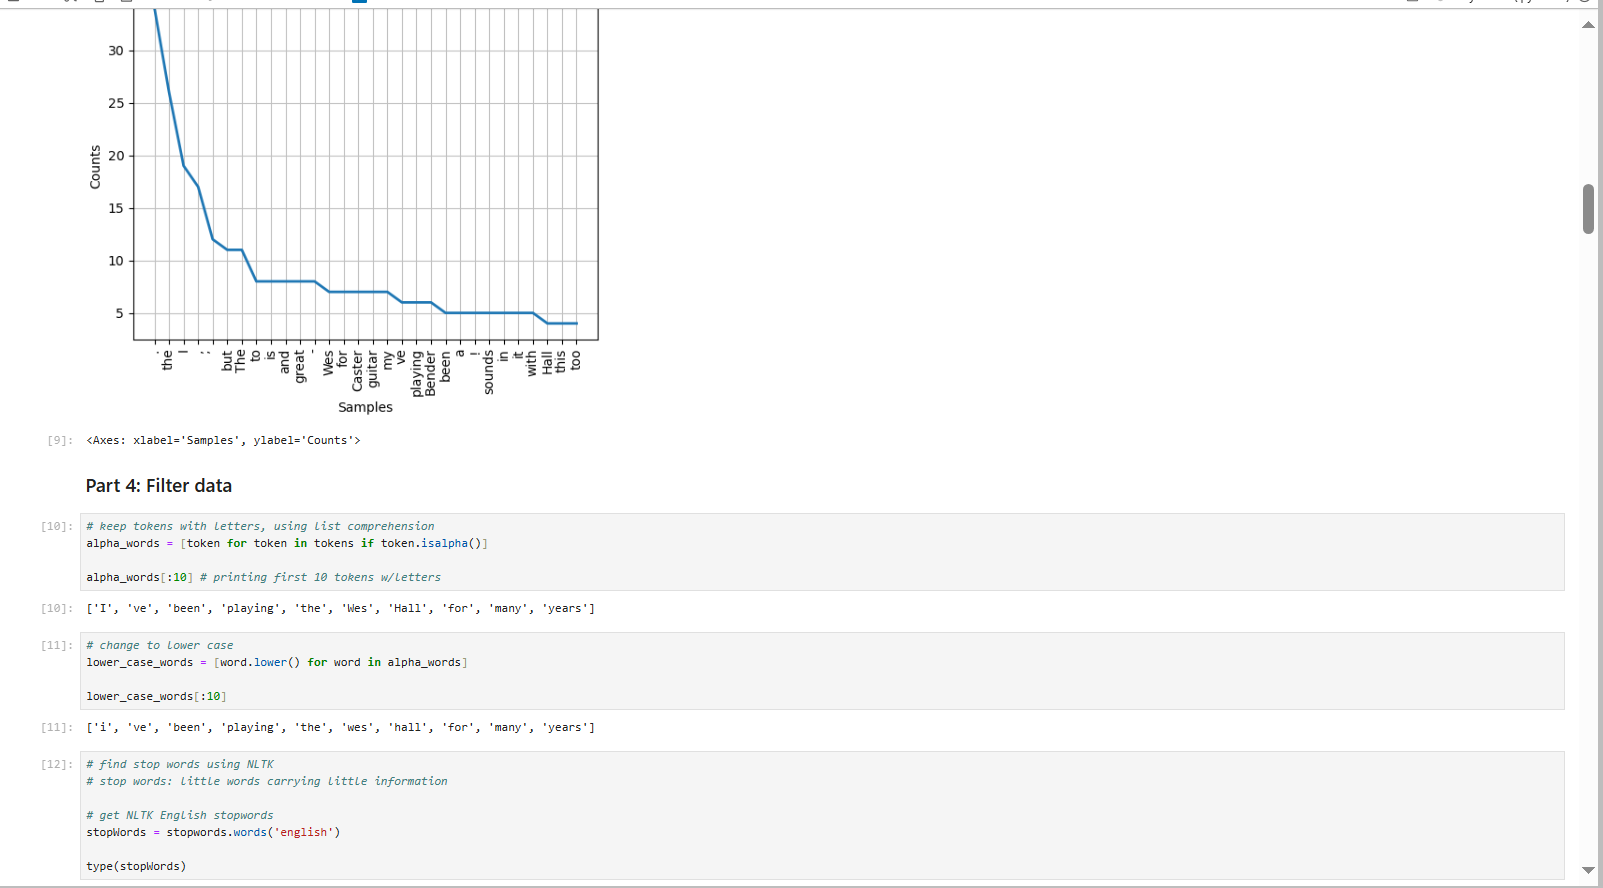 30
25
20
15
10
5
Counts
.
the
I
,
'
but
The
to
is
and
great
-
Wes
for
Caster
guitar
my
ve
playing
Bender
been
a
!
sounds
in
it
with
Hall
this
too
Samples
[9]: <Axes: xlabel='Samples', ylabel='Counts'>
Part 4: Filter data
[10]: # keep tokens with letters, using list comprehension
alpha_words = [token for token in tokens if token.isalpha()]
alpha_words[:10] # printing first 10 tokens w/letters
[10]: ['I', 've', 'been', 'playing', 'the', 'Wes', 'Hall', 'for', 'many', 'years']
[11]: # change to lower case
lower_case_words = [word.lower() for word in alpha_words]
lower_case_words[:10]
[11]: ['i', 've', 'been', 'playing', 'the', 'wes', 'hall', 'for', 'many', 'years']
[12]: # find stop words using NLTK
# stop words: little words carrying little information
# get NLTK English stopwords
stopWords = stopwords.words('english')
type(stopWords)